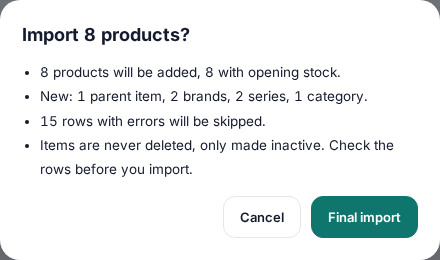 Import 8 products?
• 8 products will be added, 8 with opening stock.
• New: 1 parent item, 2 brands, 2 series, 1 category.
• 15 rows with errors will be skipped.
• Items are never deleted, only made inactive. Check the
rows before you import.
Cancel
Final import